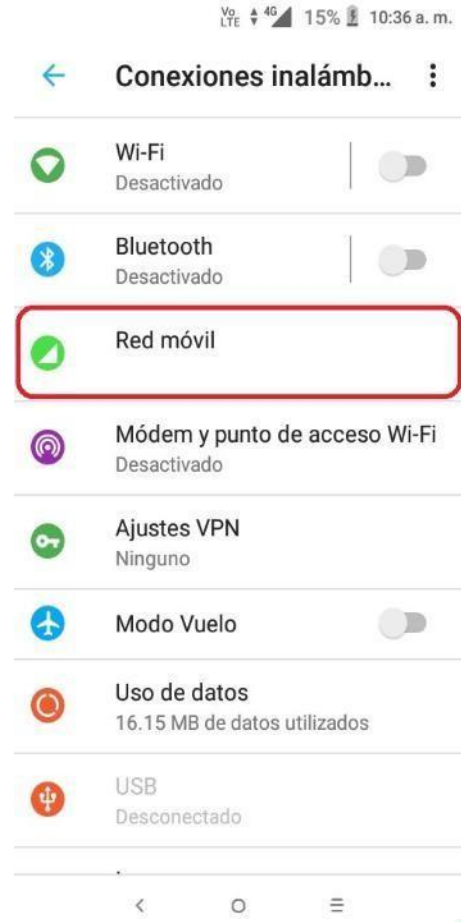 Vo LTE 4G 15% 10:36 a. m.
Conexiones inalámb...
Wi-Fi
Desactivado
Bluetooth
Desactivado
Red móvil
Módem y punto de acceso Wi-Fi
Desactivado
Ajustes VPN
Ninguno
Modo Vuelo
Uso de datos
16.15 MB de datos utilizados
USB
Desconectado